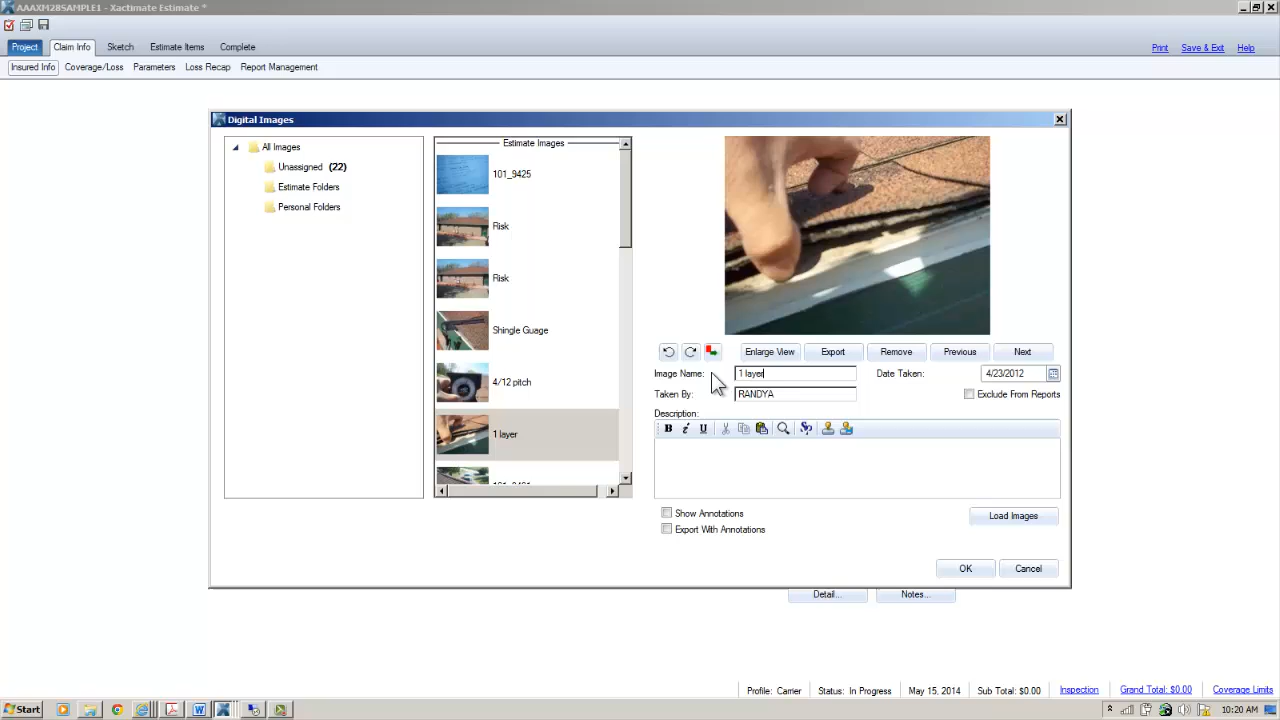 AAAXM28SAMPLE1 - Xactimate Estimate *
Project Claim Info Sketch Estimate Items Complete
Print Save & Exit Help
Insured Info Coverage/Loss Parameters Loss Recap Report Management
Digital Images
All Images
Unassigned (22)
Estimate Folders
Personal Folders
Estimate Images
101_9425
Risk
Risk
Shingle Guage
4/12 pitch
1 layer
Enlarge View Export Remove Previous Next
Image Name: 1 layer Date Taken: 4/23/2012
Taken By: RANDYA Exclude From Reports
Description:
B i U
Show Annotations
Export With Annotations
Load Images
OK Cancel
Detail... Notes...
Profile: Carrier Status: In Progress May 15, 2014 Sub Total: $0.00 Inspection Grand Total: $0.00 Coverage Limits
Start 10:20 AM